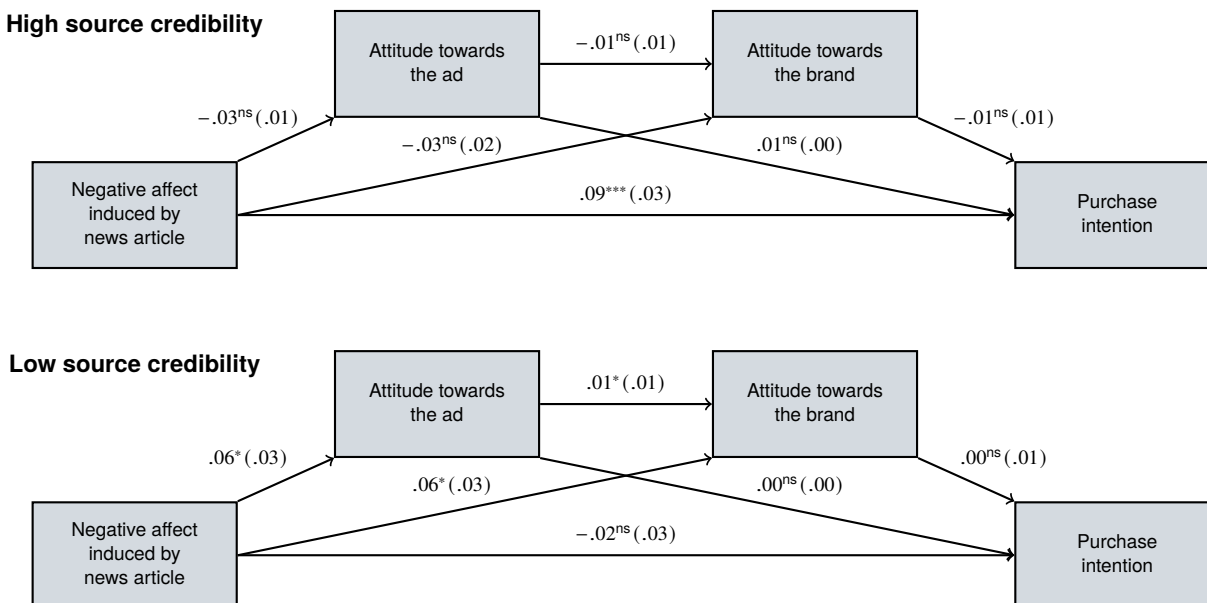 High source credibility
Attitude towards
the ad
−.01ns(.01)
Attitude towards
the brand
−.03ns(.01)
−.03ns(.02)
.01ns(.00)
−.01ns(.01)
Negative affect
induced by
news article
.09***(.03)
Purchase
intention
Low source credibility
Attitude towards
the ad
.01*(.01)
Attitude towards
the brand
.06*(.03)
.06*(.03)
.00ns(.00)
.00ns(.01)
Negative affect
induced by
news article
−.02ns(.03)
Purchase
intention